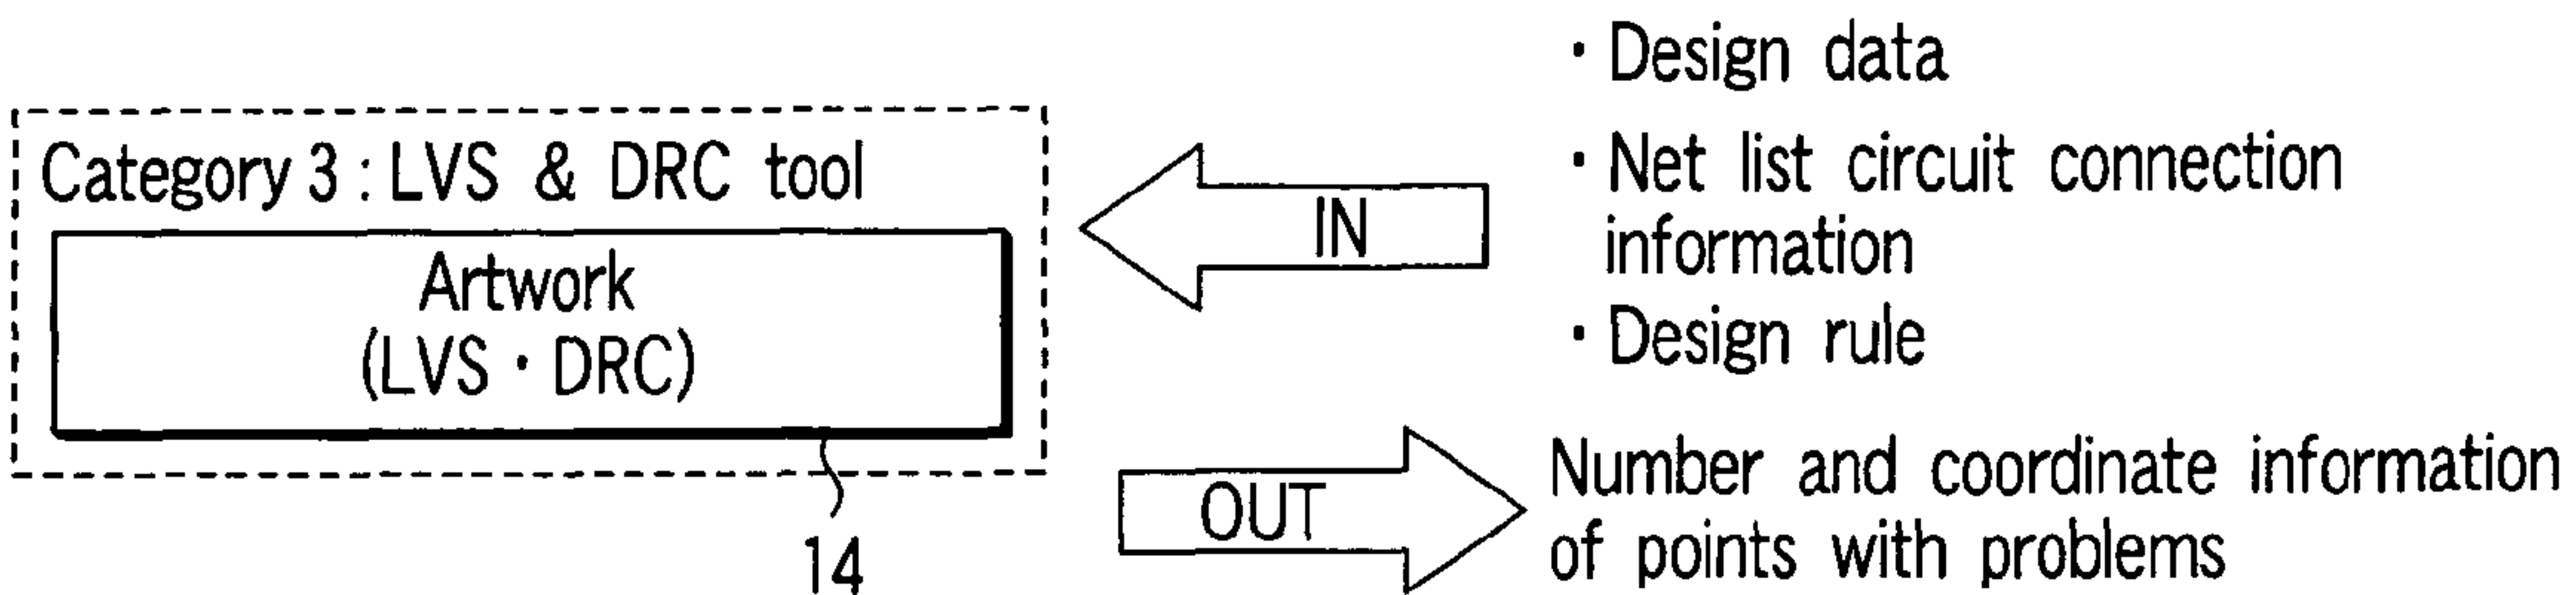 Category 3 : LVS & DRC tool
Artwork
(LVS・DRC)
14
IN
・Design data
・Net list circuit connection
information
・Design rule
OUT
Number and coordinate information
of points with problems